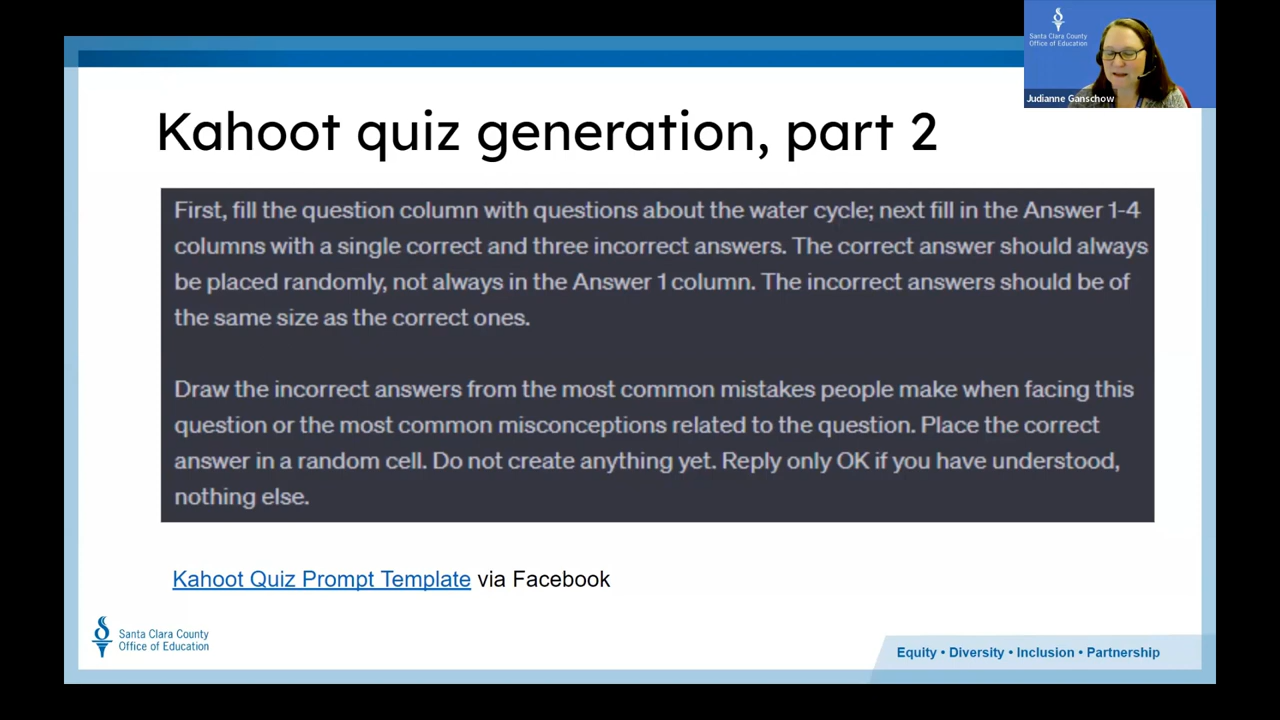 Santa Clara County
Office of Education
Judianne Ganschow
Kahoot quiz generation, part 2
First, fill the question column with questions about the water cycle; next fill in the Answer 1-4
columns with a single correct and three incorrect answers. The correct answer should always
be placed randomly, not always in the Answer 1 column. The incorrect answers should be of
the same size as the correct ones.
Draw the incorrect answers from the most common mistakes people make when facing this
question or the most common misconceptions related to the question. Place the correct
answer in a random cell. Do not create anything yet. Reply only OK if you have understood,
nothing else.
Kahoot Quiz Prompt Template via Facebook
Santa Clara County
Office of Education
Equity • Diversity • Inclusion • Partnership